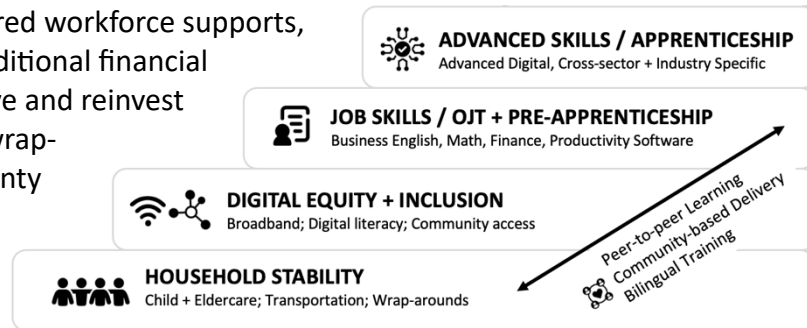 red workforce supports,
ditional financial
ve and reinvest
wrap-
nty
ADVANCED SKILLS / APPRENTICESHIP
Advanced Digital, Cross-sector + Industry Specific
JOB SKILLS / OJT + PRE-APPRENTICESHIP
Business English, Math, Finance, Productivity Software
DIGITAL EQUITY + INCLUSION
Broadband; Digital literacy; Community access
HOUSEHOLD STABILITY
Child + Eldercare; Transportation; Wrap-arounds
Peer-to-peer Learning
Community-based Delivery
Bilingual Training